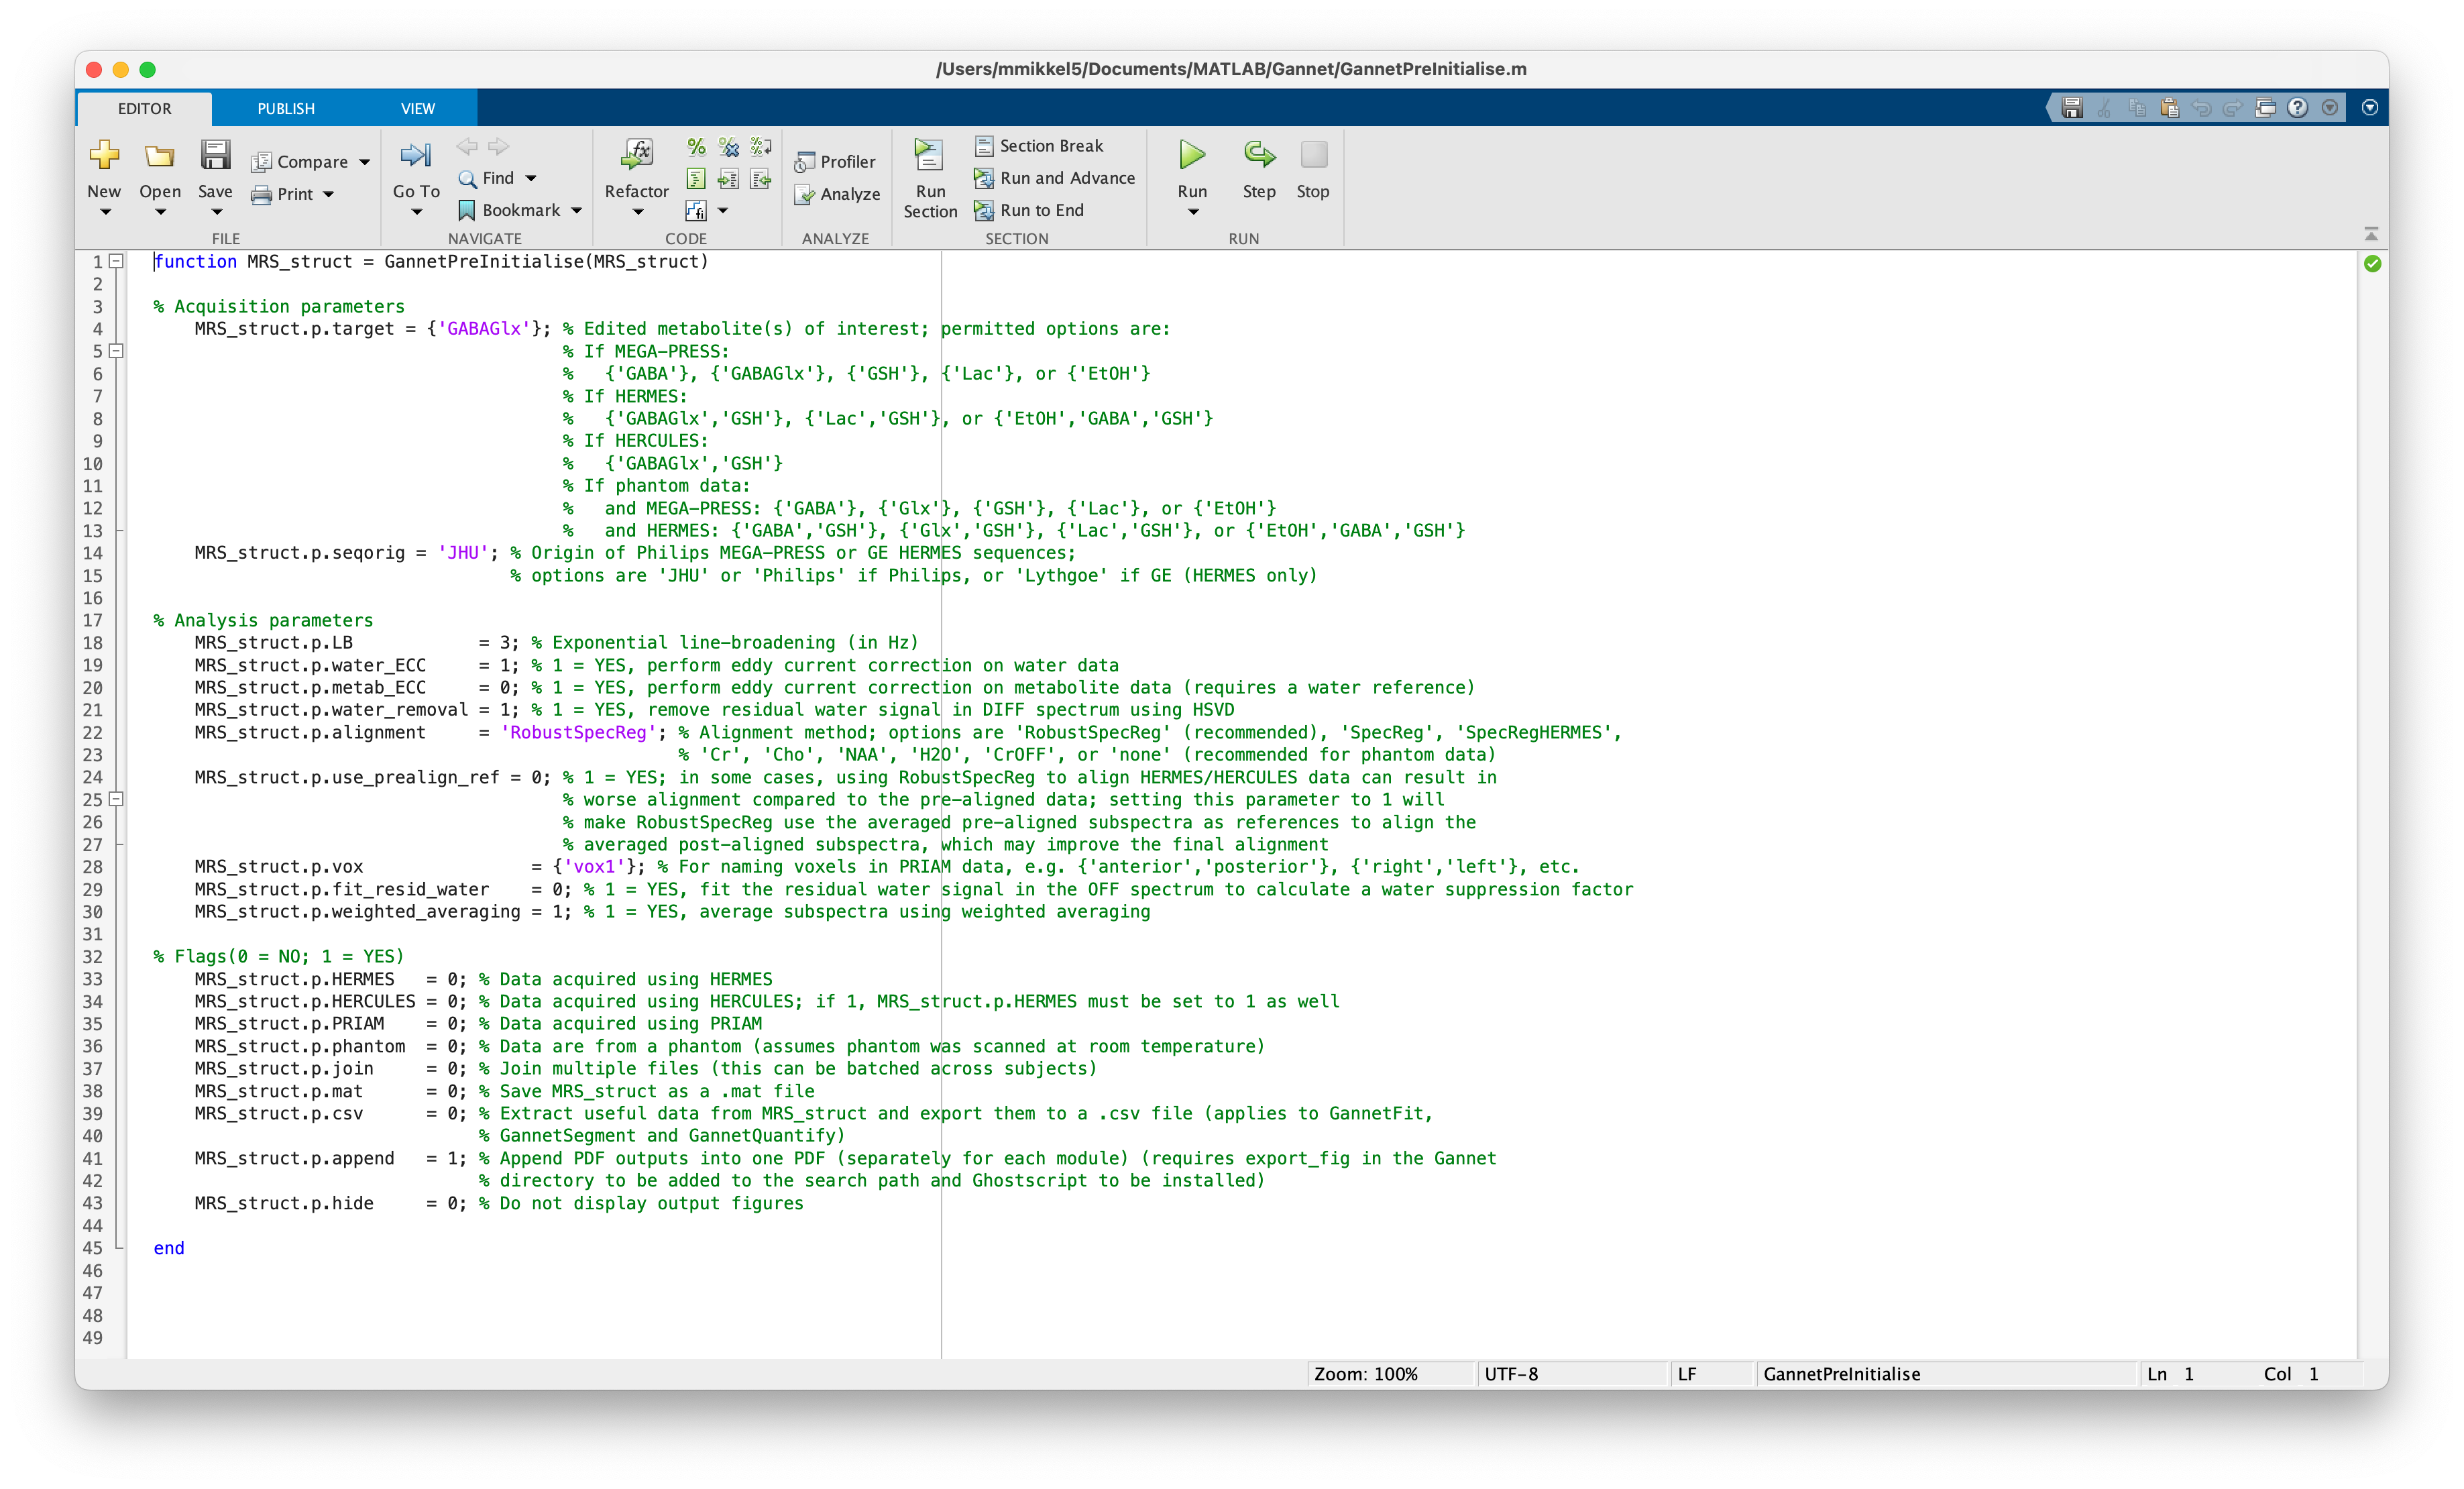 /Users/mmikkel5/Documents/MATLAB/Gannet/GannetPreInitialise.m
EDITOR PUBLISH VIEW
New Open Save Compare Print
FILE
Go To Find Bookmark
NAVIGATE
Refactor
CODE
Profiler Analyze
ANALYZE
Run Section Section Break Run and Advance Run to End
SECTION
Run Step Stop
RUN
1 function MRS_struct = GannetPreInitialise(MRS_struct)
2
3 % Acquisition parameters
4 MRS_struct.p.target = {'GABAGlx'}; % Edited metabolite(s) of interest; permitted options are:
5 % If MEGA-PRESS:
6 % {'GABA'}, {'GABAGlx'}, {'GSH'}, {'Lac'}, or {'EtOH'}
7 % If HERMES:
8 % {'GABAGlx','GSH'}, {'Lac','GSH'}, or {'EtOH','GABA','GSH'}
9 % If HERCULES:
10 % {'GABAGlx','GSH'}
11 % If phantom data:
12 % and MEGA-PRESS: {'GABA'}, {'Glx'}, {'GSH'}, {'Lac'}, or {'EtOH'}
13 % and HERMES: {'GABA','GSH'}, {'Glx','GSH'}, {'Lac','GSH'}, or {'EtOH','GABA','GSH'}
14 MRS_struct.p.seqorig = 'JHU'; % Origin of Philips MEGA-PRESS or GE HERMES sequences;
15 % options are 'JHU' or 'Philips' if Philips, or 'Lythgoe' if GE (HERMES only)
16
17 % Analysis parameters
18 MRS_struct.p.LB = 3; % Exponential line-broadening (in Hz)
19 MRS_struct.p.water_ECC = 1; % 1 = YES, perform eddy current correction on water data
20 MRS_struct.p.metab_ECC = 0; % 1 = YES, perform eddy current correction on metabolite data (requires a water reference)
21 MRS_struct.p.water_removal = 1; % 1 = YES, remove residual water signal in DIFF spectrum using HSVD
22 MRS_struct.p.alignment = 'RobustSpecReg'; % Alignment method; options are 'RobustSpecReg' (recommended), 'SpecReg', 'SpecRegHERMES',
23 % 'Cr', 'Cho', 'NAA', 'H2O', 'CrOFF', or 'none' (recommended for phantom data)
24 MRS_struct.p.use_prealign_ref = 0; % 1 = YES; in some cases, using RobustSpecReg to align HERMES/HERCULES data can result in
25 % worse alignment compared to the pre-aligned data; setting this parameter to 1 will
26 % make RobustSpecReg use the averaged pre-aligned subspectra as references to align the
27 % averaged post-aligned subspectra, which may improve the final alignment
28 MRS_struct.p.vox = {'vox1'}; % For naming voxels in PRIAM data, e.g. {'anterior','posterior'}, {'right','left'}, etc.
29 MRS_struct.p.fit_resid_water = 0; % 1 = YES, fit the residual water signal in the OFF spectrum to calculate a water suppression factor
30 MRS_struct.p.weighted_averaging = 1; % 1 = YES, average subspectra using weighted averaging
31
32 % Flags(0 = NO; 1 = YES)
33 MRS_struct.p.HERMES = 0; % Data acquired using HERMES
34 MRS_struct.p.HERCULES = 0; % Data acquired using HERCULES; if 1, MRS_struct.p.HERMES must be set to 1 as well
35 MRS_struct.p.PRIAM = 0; % Data acquired using PRIAM
36 MRS_struct.p.phantom = 0; % Data are from a phantom (assumes phantom was scanned at room temperature)
37 MRS_struct.p.join = 0; % Join multiple files (this can be batched across subjects)
38 MRS_struct.p.mat = 0; % Save MRS_struct as a .mat file
39 MRS_struct.p.csv = 0; % Extract useful data from MRS_struct and export them to a .csv file (applies to GannetFit,
40 % GannetSegment and GannetQuantify)
41 MRS_struct.p.append = 1; % Append PDF outputs into one PDF (separately for each module) (requires export_fig in the Gannet
42 % directory to be added to the search path and Ghostscript to be installed)
43 MRS_struct.p.hide = 0; % Do not display output figures
44
45 end
46
47
48
49
Zoom: 100% UTF-8 LF GannetPreInitialise Ln 1 Col 1